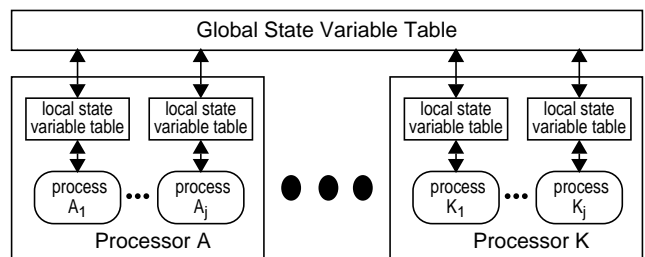 Global State Variable Table
local state
variable table
local state
variable table
local state
variable table
local state
variable table
process
A1
...
process
Aj
process
K1
...
process
Kj
Processor A
Processor K